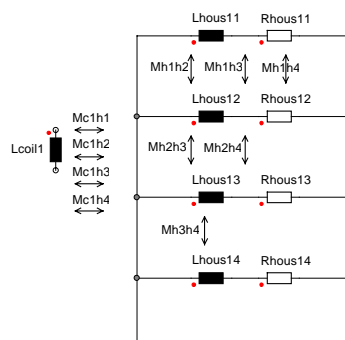 Lhous11 Rhous11
Mh1h2 Mh1h3 Mh1h4
Lhous12 Rhous12
Mc1h1
Mc1h2
Lcoil1
Mc1h3
Mc1h4
Mh2h3 Mh2h4
Lhous13 Rhous13
Mh3h4
Lhous14 Rhous14